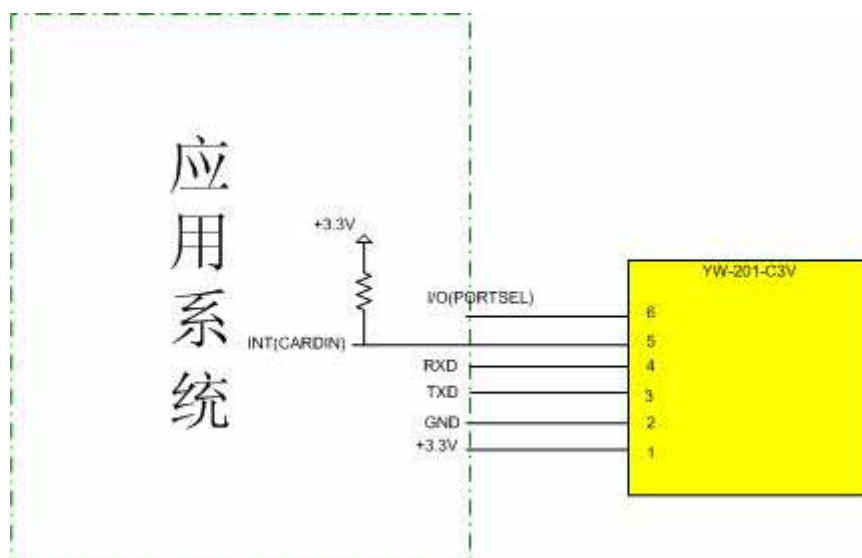 应用系统
+3.3V
I/O(PORTSEL)
INT(CARDIN)
RXD
TXD
GND
+3.3V
YW-201-C3V
6
5
4
3
2
1